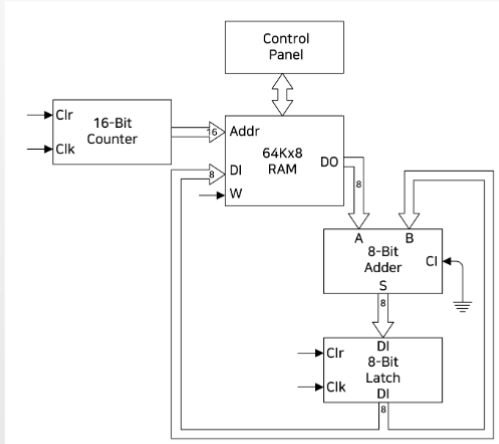 Control
Panel
Clr
16-Bit
Counter
Clk
16
Addr
64Kx8
RAM
DO
8
DI
W
8
A
B
8-Bit
Adder
CI
S
8
Clr
DI
8-Bit
Latch
Clk
DI
8